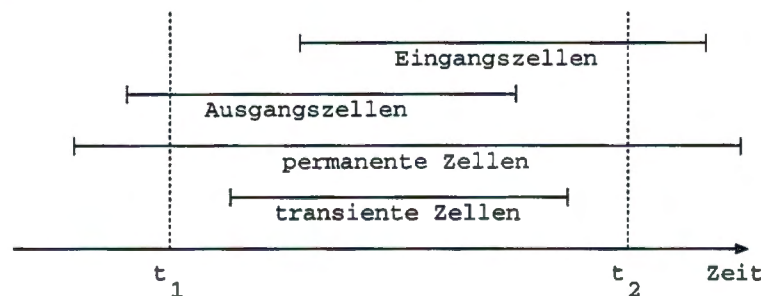 Eingangszellen
Ausgangszellen
permanente Zellen
transiente Zellen
t1 t2 Zeit